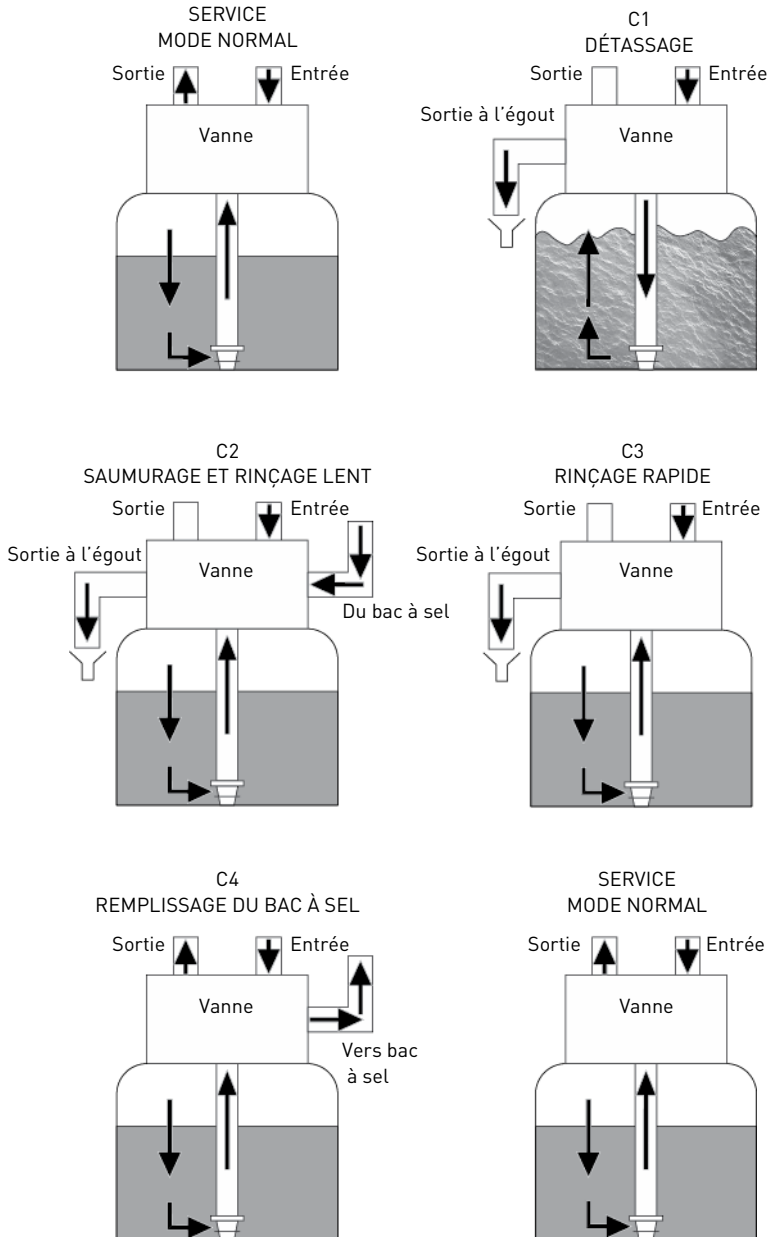 SERVICE
MODE NORMAL
Sortie
Entrée
Vanne
C1
DÉTASSAGE
Sortie
Entrée
Sortie à l'égout
Vanne
C2
SAUMURAGE ET RINÇAGE LENT
Sortie
Entrée
Sortie à l'égout
Vanne
Du bac à sel
C3
RINÇAGE RAPIDE
Sortie
Entrée
Sortie à l'égout
Vanne
C4
REMPLISSAGE DU BAC À SEL
Sortie
Entrée
Vanne
Vers bac
à sel
SERVICE
MODE NORMAL
Sortie
Entrée
Vanne